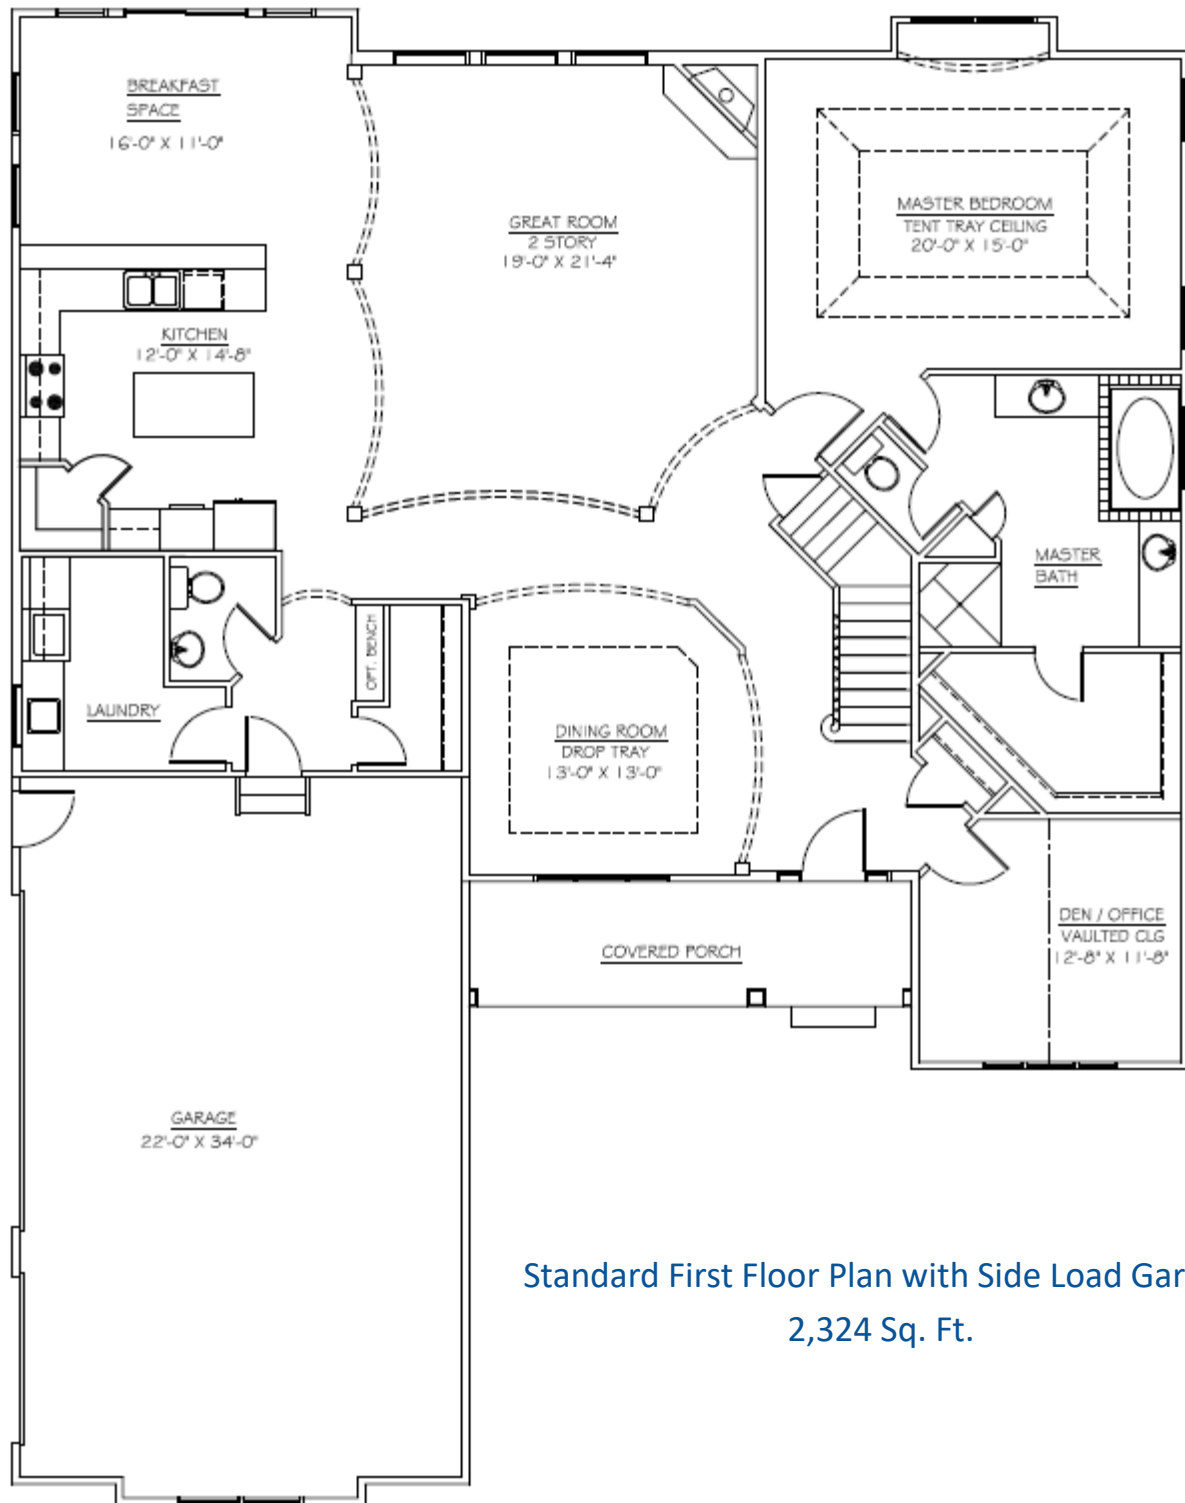 BREAKFAST
SPACE
16'-0" X 11'-0"
GREAT ROOM
2 STORY
19'-0" X 21'-4"
MASTER BEDROOM
TENT TRAY CEILING
20'-0" X 15'-0"
KITCHEN
12'-0" X 14'-8"
MASTER
BATH
OPT. BENCH
LAUNDRY
DINING ROOM
DROP TRAY
13'-0" X 13'-0"
DEN / OFFICE
VAULTED CLG
12'-8" X 11'-8"
COVERED PORCH
GARAGE
22'-0" X 34'-0"
Standard First Floor Plan with Side Load Gar
2,324 Sq. Ft.